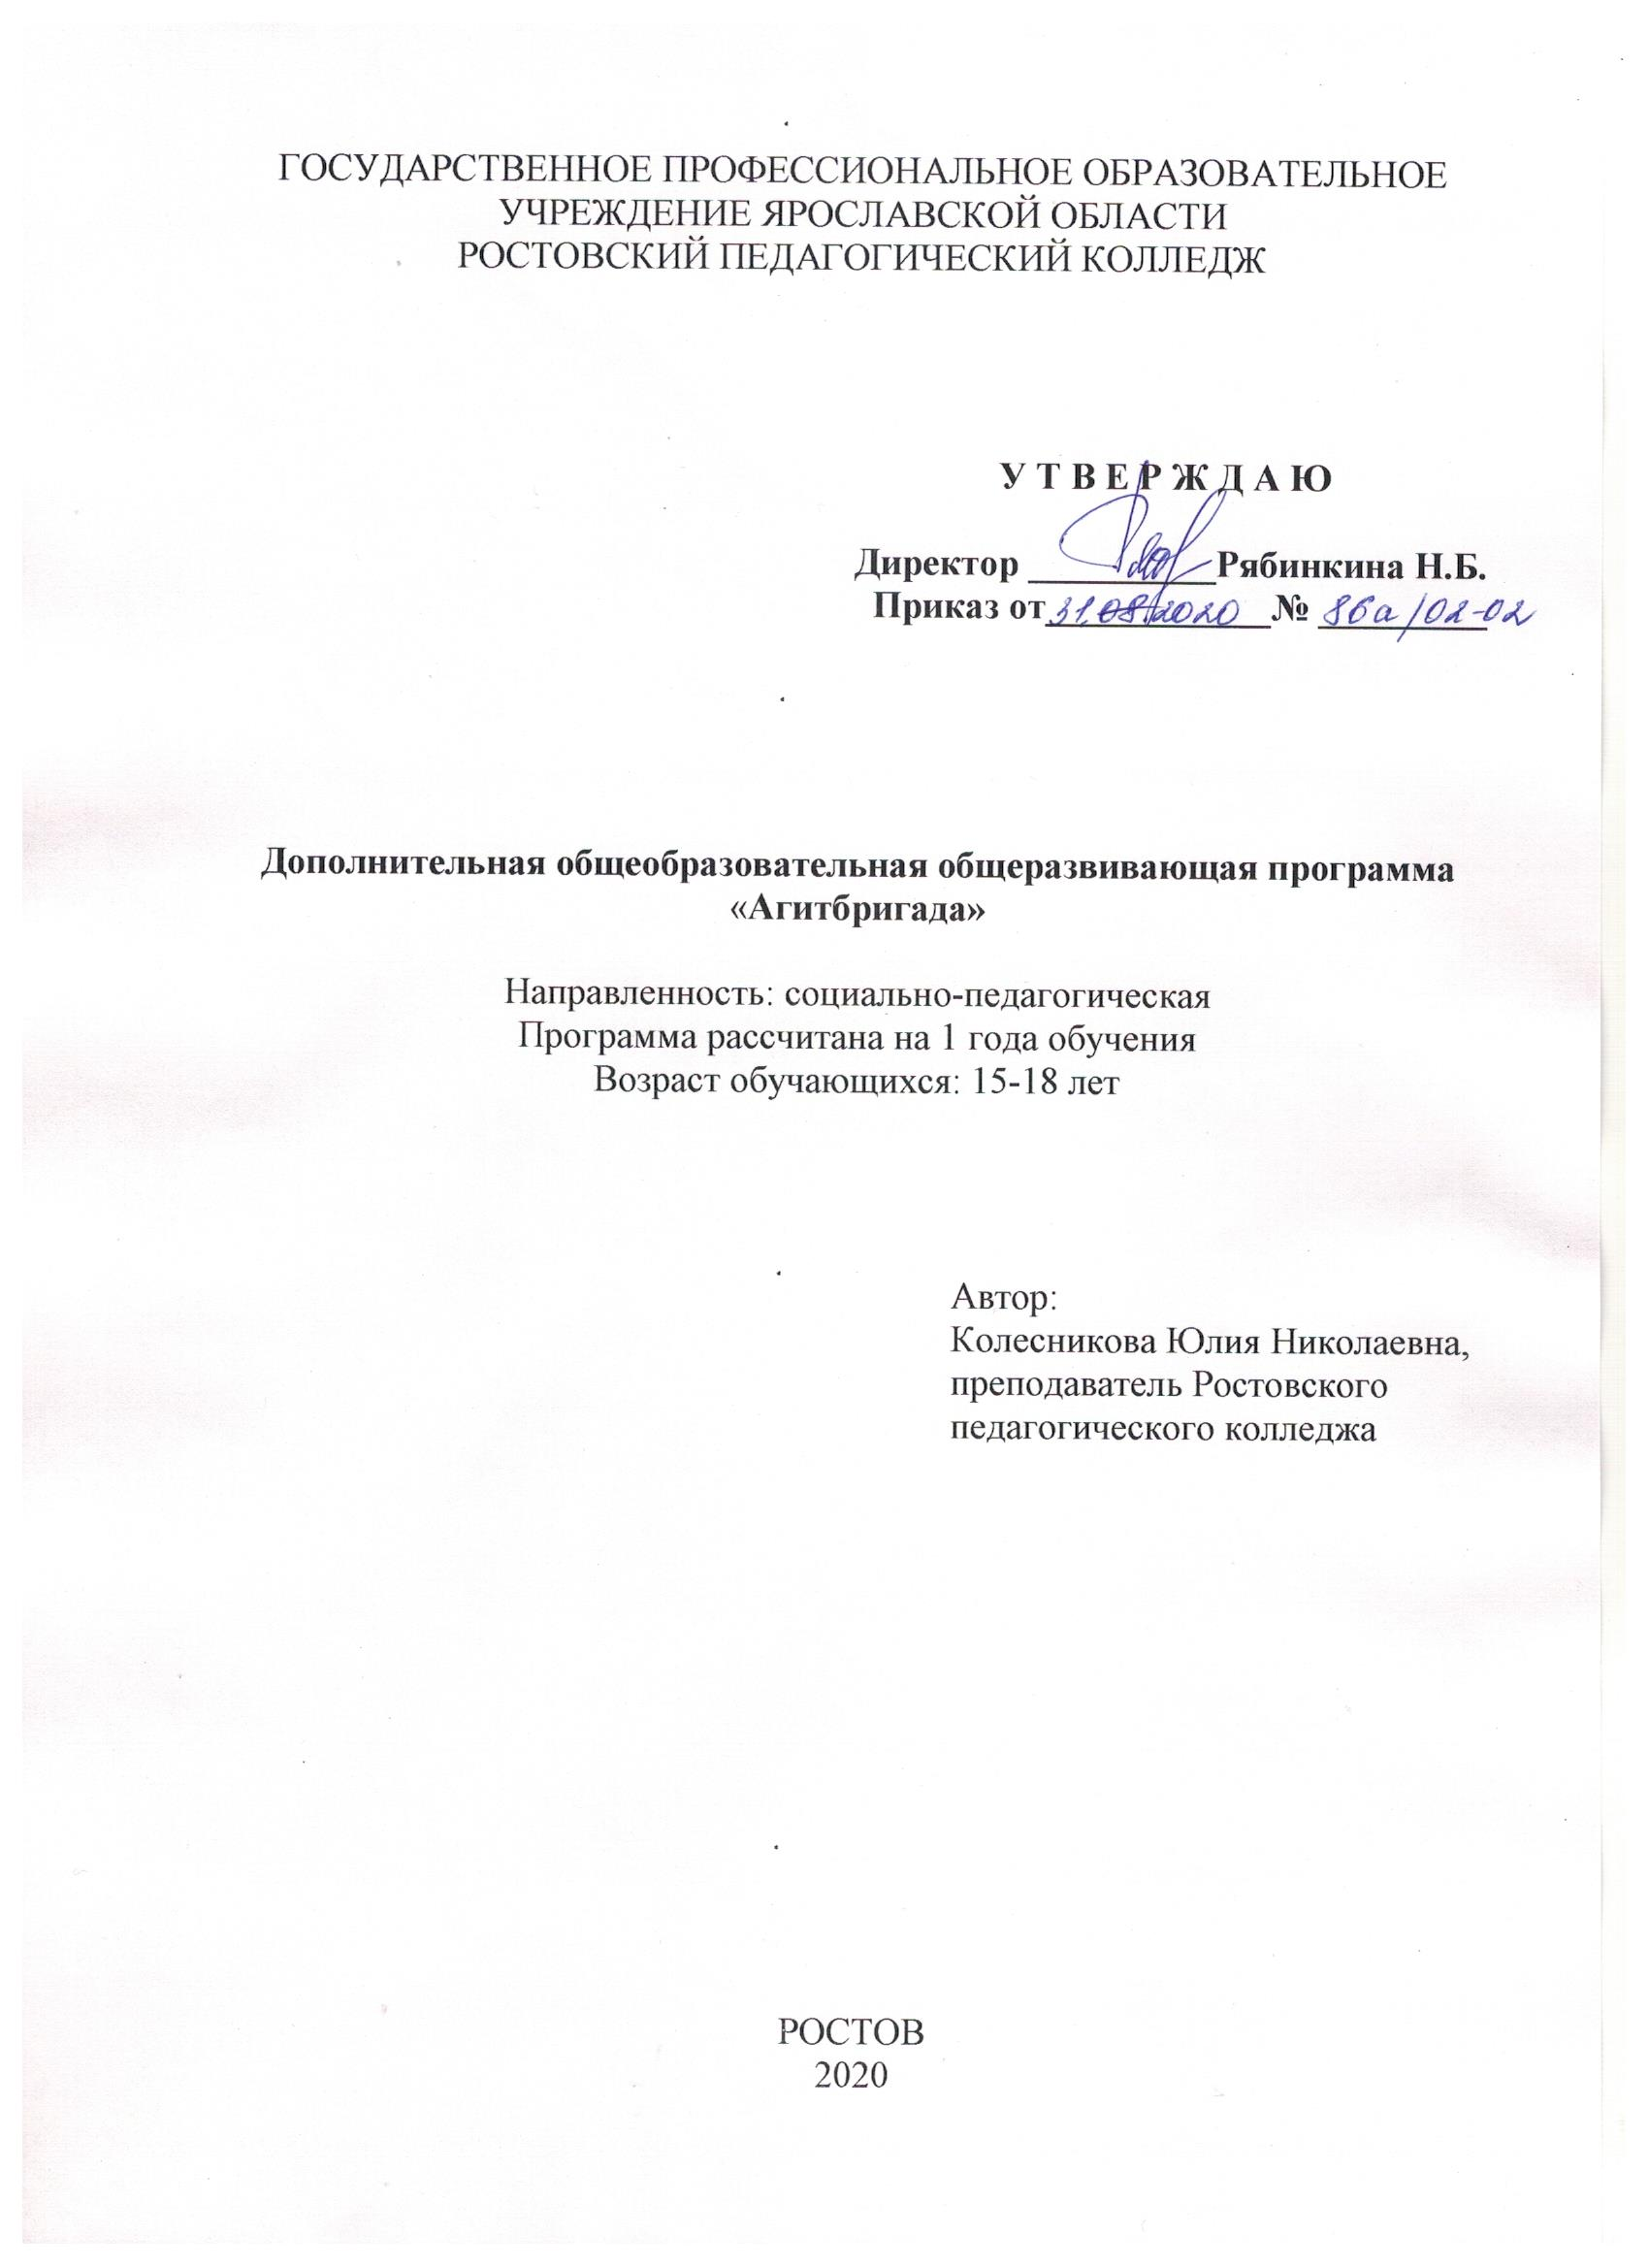 ГОСУДАРСТВЕННОЕ ПРОФЕССИОНАЛЬНОЕ ОБРАЗОВАТЕЛЬНОЕ
УЧРЕЖДЕНИЕ ЯРОСЛАВСКОЙ ОБЛАСТИ
РОСТОВСКИЙ ПЕДАГОГИЧЕСКИЙ КОЛЛЕДЖ
У Т В Е Р Ж Д А Ю
Директор __________Рябинкина Н.Б.
Приказ от 31.08.2020 № 86а/02-02
Дополнительная общеобразовательная общеразвивающая программа
«Агитбригада»
Направленность: социально-педагогическая
Программа рассчитана на 1 года обучения
Возраст обучающихся: 15-18 лет
Автор:
Колесникова Юлия Николаевна,
преподаватель Ростовского
педагогического колледжа
РОСТОВ
2020